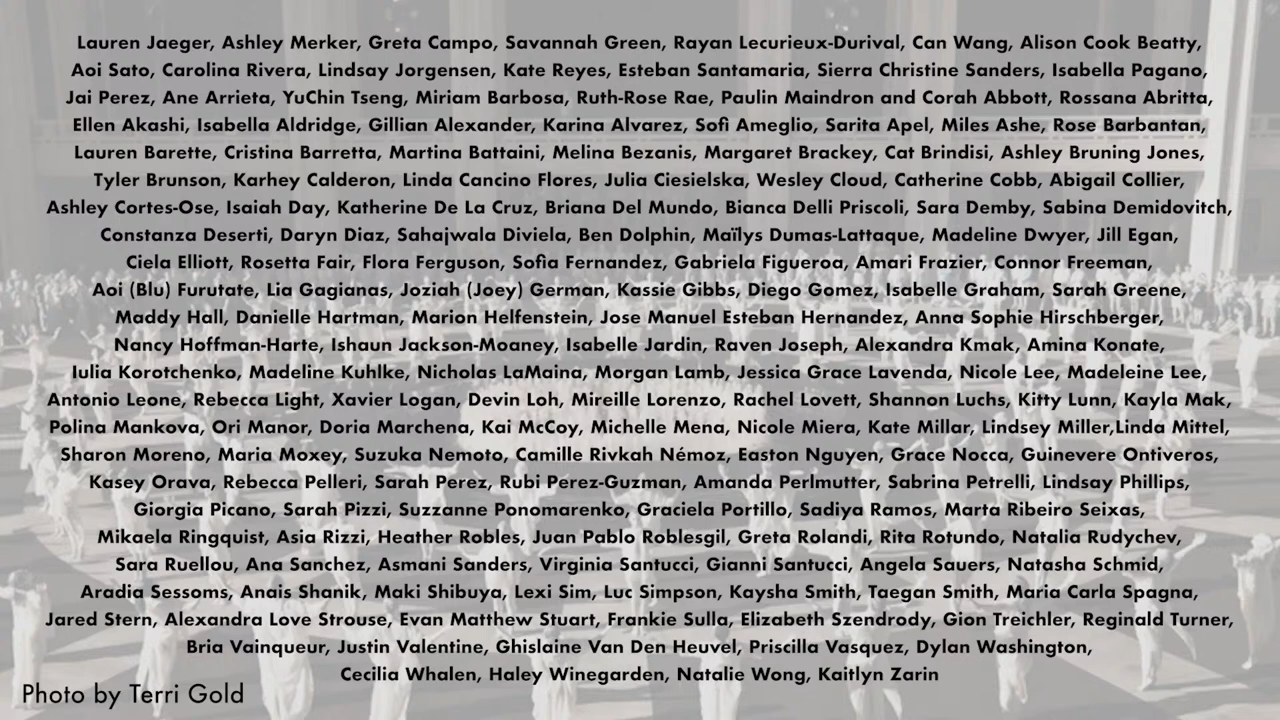 Lauren Jaeger, Ashley Merker, Greta Campo, Savannah Green, Rayan Lecurieux-Durival, Can Wang, Alison Cook Beatty,
Aoi Sato, Carolina Rivera, Lindsay Jorgensen, Kate Reyes, Esteban Santamaria, Sierra Christine Sanders, Isabella Pagano,
Jai Perez, Ane Arrieta, YuChin Tseng, Miriam Barbosa, Ruth-Rose Rae, Paulin Maindron and Corah Abbott, Rossana Abritta,
Ellen Akashi, Isabella Aldridge, Gillian Alexander, Karina Alvarez, Sofi Ameglio, Sarita Apel, Miles Ashe, Rose Barbantan,
Lauren Barette, Cristina Barretta, Martina Battaini, Melina Bezanis, Margaret Brackey, Cat Brindisi, Ashley Bruning Jones,
Tyler Brunson, Karhey Calderon, Linda Cancino Flores, Julia Ciesielska, Wesley Cloud, Catherine Cobb, Abigail Collier,
Ashley Cortes-Ose, Isaiah Day, Katherine De La Cruz, Briana Del Mundo, Bianca Delli Priscoli, Sara Demby, Sabina Demidovitch,
Constanza Deserti, Daryn Diaz, Sahajwala Diviela, Ben Dolphin, Maïlys Dumas-Lattaque, Madeline Dwyer, Jill Egan,
Ciela Elliott, Rosetta Fair, Flora Ferguson, Sofia Fernandez, Gabriela Figueroa, Amari Frazier, Connor Freeman,
Aoi (Blu) Furutate, Lia Gagianas, Joziah (Joey) German, Kassie Gibbs, Diego Gomez, Isabelle Graham, Sarah Greene,
Maddy Hall, Danielle Hartman, Marion Helfenstein, Jose Manuel Esteban Hernandez, Anna Sophie Hirschberger,
Nancy Hoffman-Harte, Ishaun Jackson-Moaney, Isabelle Jardin, Raven Joseph, Alexandra Kmak, Amina Konate,
Iulia Korotchenko, Madeline Kuhlke, Nicholas LaMaina, Morgan Lamb, Jessica Grace Lavenda, Nicole Lee, Madeleine Lee,
Antonio Leone, Rebecca Light, Xavier Logan, Devin Loh, Mireille Lorenzo, Rachel Lovett, Shannon Luchs, Kitty Lunn, Kayla Mak,
Polina Mankova, Ori Manor, Doria Marchena, Kai McCoy, Michelle Mena, Nicole Miera, Kate Millar, Lindsey Miller,Linda Mittel,
Sharon Moreno, Maria Moxey, Suzuka Nemoto, Camille Rivkah Némoz, Easton Nguyen, Grace Nocca, Guinevere Ontiveros,
Kasey Orava, Rebecca Pelleri, Sarah Perez, Rubi Perez-Guzman, Amanda Perlmutter, Sabrina Petrelli, Lindsay Phillips,
Giorgia Picano, Sarah Pizzi, Suzzanne Ponomarenko, Graciela Portillo, Sadiya Ramos, Marta Ribeiro Seixas,
Mikaela Ringquist, Asia Rizzi, Heather Robles, Juan Pablo Roblesgil, Greta Rolandi, Rita Rotundo, Natalia Rudychev,
Sara Ruellou, Ana Sanchez, Asmani Sanders, Virginia Santucci, Gianni Santucci, Angela Sauers, Natasha Schmid,
Aradia Sessoms, Anais Shanik, Maki Shibuya, Lexi Sim, Luc Simpson, Kaysha Smith, Taegan Smith, Maria Carla Spagna,
Jared Stern, Alexandra Love Strouse, Evan Matthew Stuart, Frankie Sulla, Elizabeth Szendrody, Gion Treichler, Reginald Turner,
Bria Vainqueur, Justin Valentine, Ghislaine Van Den Heuvel, Priscilla Vasquez, Dylan Washington,
Cecilia Whalen, Haley Winegarden, Natalie Wong, Kaitlyn Zarin
Photo by Terri Gold